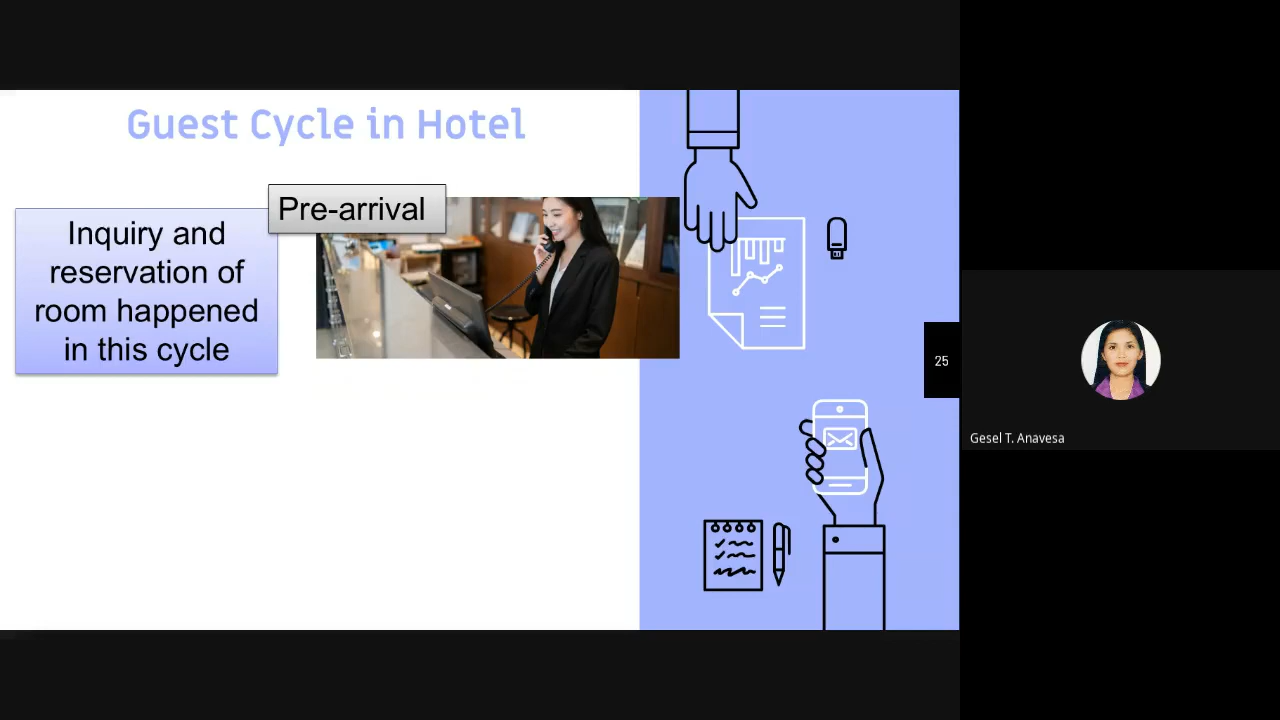 Guest Cycle in Hotel
Pre-arrival
Inquiry and
reservation of
room happened
in this cycle
25
Gesel T. Anavesa